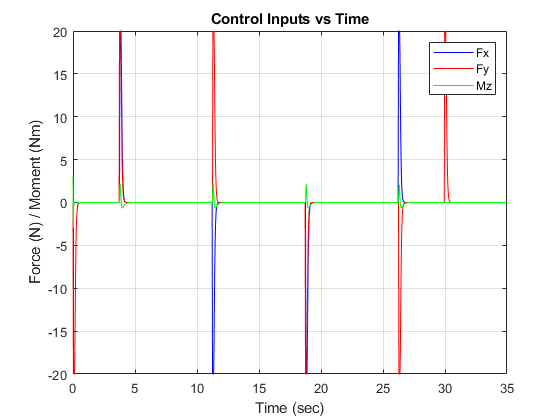 Control Inputs vs Time
Force (N) / Moment (Nm)
20
15
10
5
0
-5
-10
-15
-20
Fx
Fy
Mz
0 5 10 15 20 25 30 35
Time (sec)